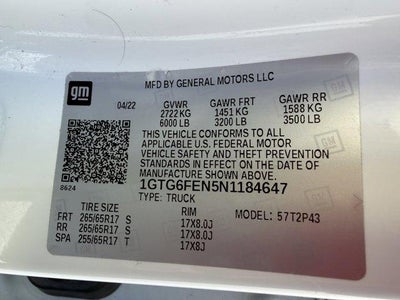 gm
MFD BY GENERAL MOTORS LLC
04/22 GVWR GAWR FRT GAWR RR
2722 KG 1451 KG 1588 KG
6000 LB 3200 LB 3500 LB
THIS VEHICLE CONFORMS TO ALL
APPLICABLE U.S. FEDERAL MOTOR
VEHICLE SAFETY AND THEFT PREVENTION
STANDARDS IN EFFECT ON THE DATE OF
MANUFACTURE SHOWN ABOVE.
8624 1GTG6FEN5N1184647
TYPE: TRUCK MODEL: 57T2P43
TIRE SIZE RIM
FRT 265/65R17 S 17X8.0J
RR 265/65R17 S 17X8.0J
SPA 255/65R17 T 17X8J